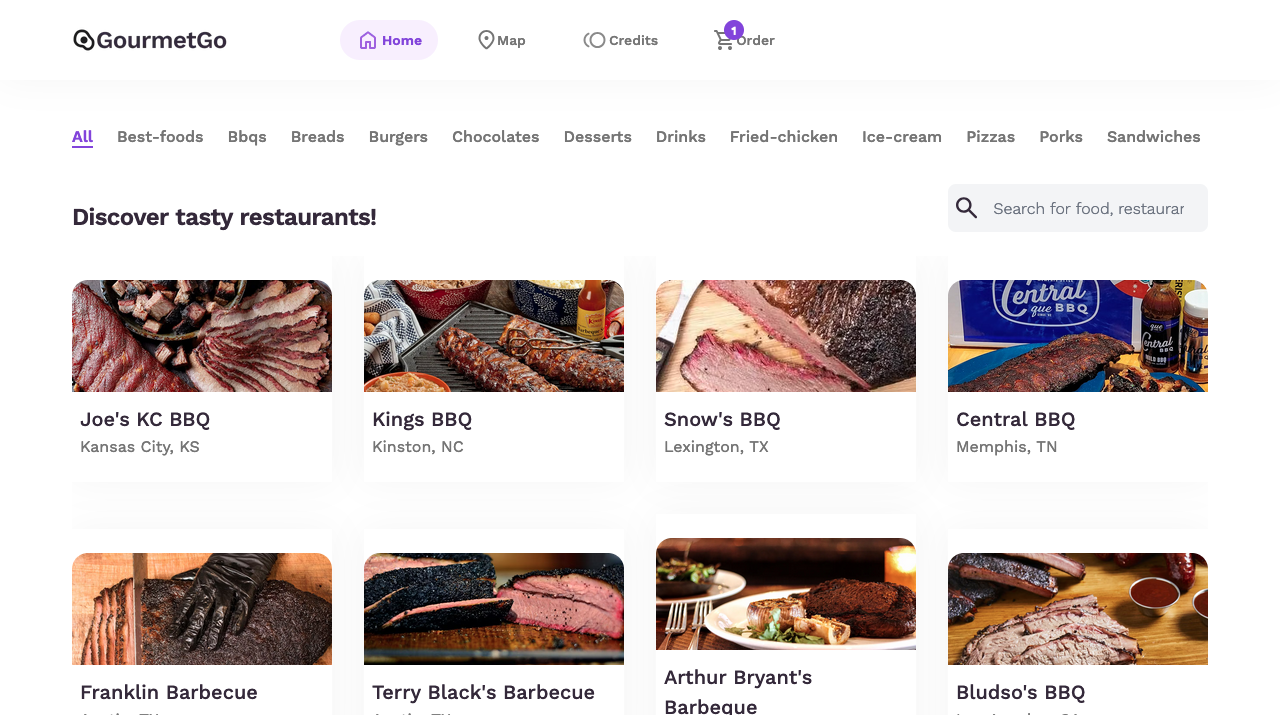 GourmetGo
Home
Map
Credits
1
Order
All
Best-foods
Bbqs
Breads
Burgers
Chocolates
Desserts
Drinks
Fried-chicken
Ice-cream
Pizzas
Porks
Sandwiches
Discover tasty restaurants!
Search for food, restaurar
Central
que BBQ
Joe's KC BBQ
Kansas City, KS
Kings BBQ
Kinston, NC
Snow's BBQ
Lexington, TX
Central BBQ
Memphis, TN
Franklin Barbecue
Terry Black's Barbecue
Arthur Bryant's
Barbeque
Bludso's BBQ